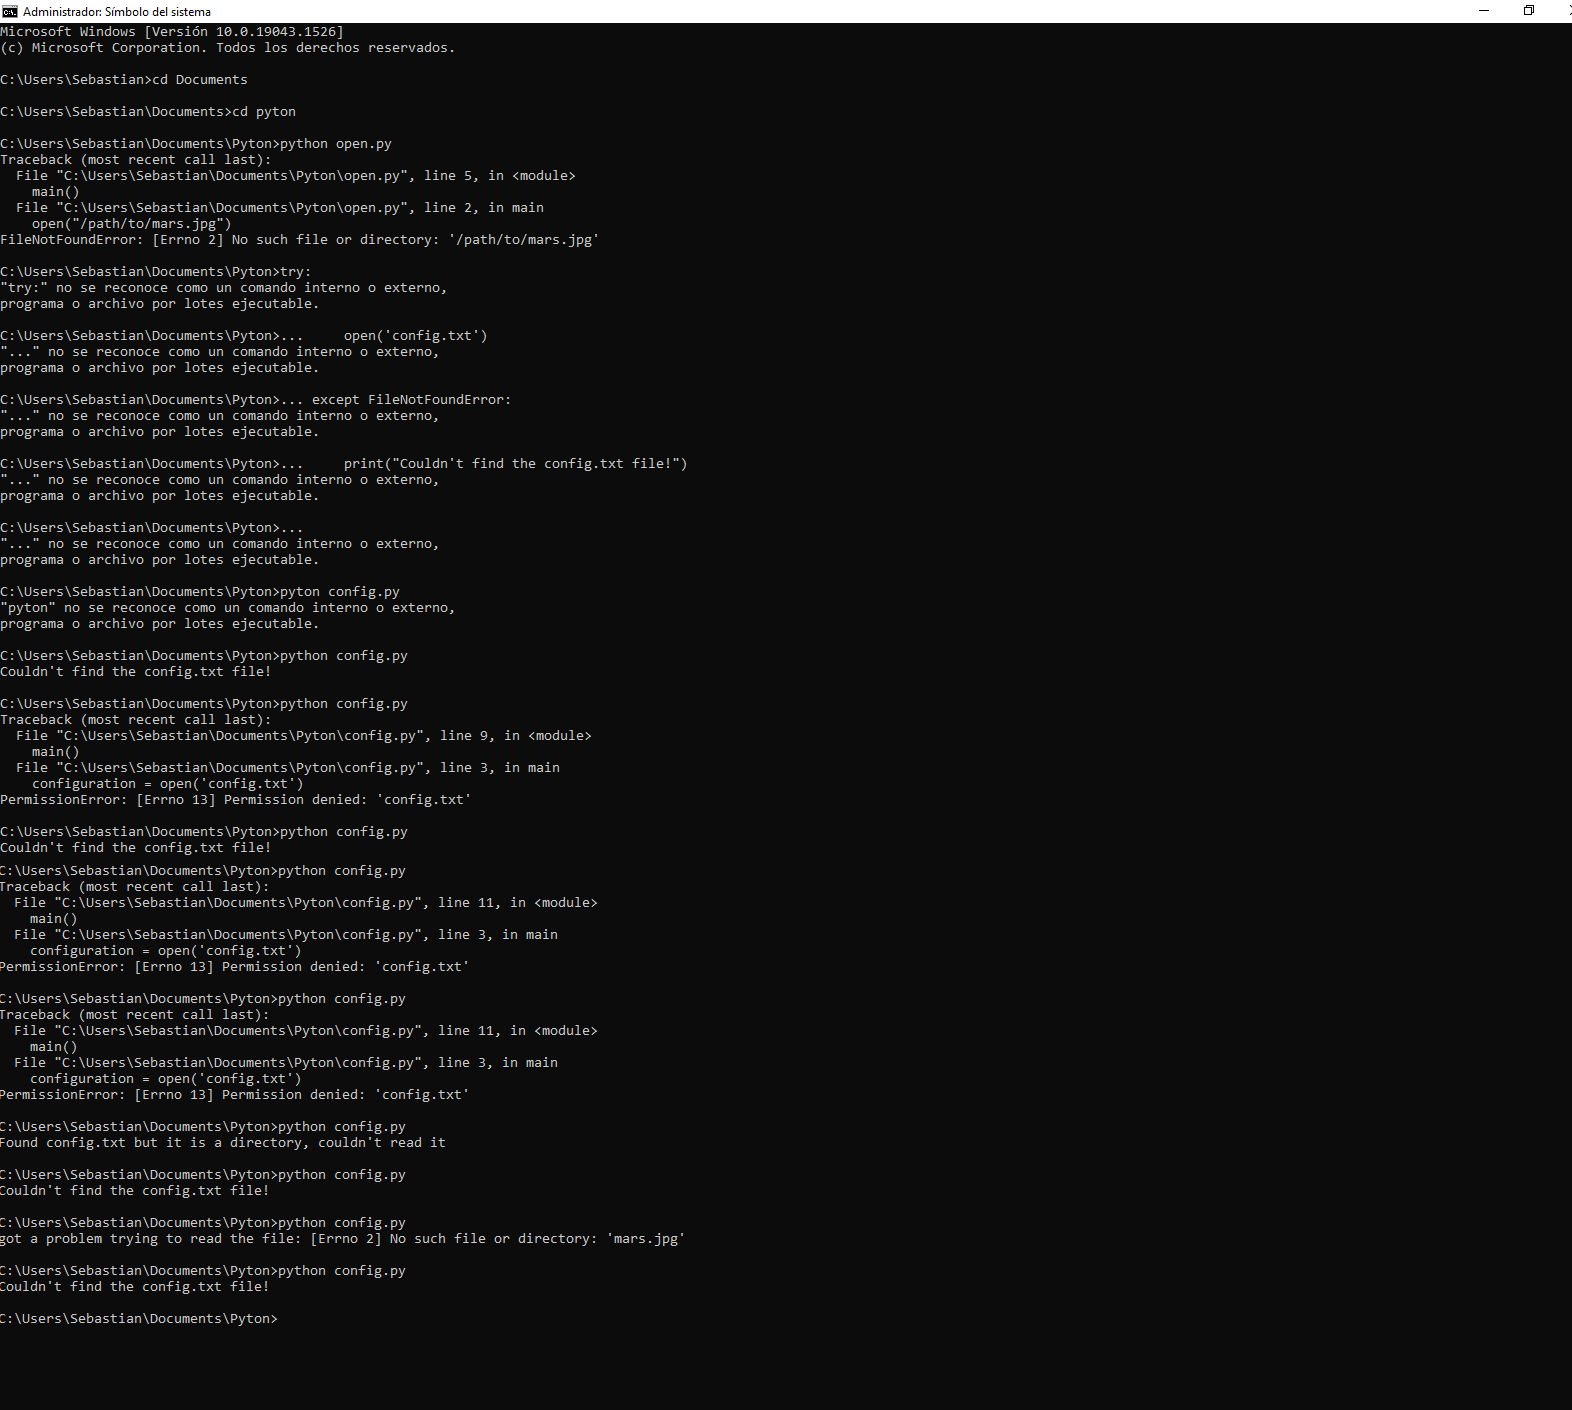 Administrador: Símbolo del sistema
Microsoft Windows [Versión 10.0.19043.1526]
(c) Microsoft Corporation. Todos los derechos reservados.
C:\Users\Sebastian>cd Documents
C:\Users\Sebastian\Documents>cd pyton
C:\Users\Sebastian\Documents\Pyton>python open.py
Traceback (most recent call last):
  File "C:\Users\Sebastian\Documents\Pyton\open.py", line 5, in <module>
    main()
  File "C:\Users\Sebastian\Documents\Pyton\open.py", line 2, in main
    open("/path/to/mars.jpg")
FileNotFoundError: [Errno 2] No such file or directory: '/path/to/mars.jpg'
C:\Users\Sebastian\Documents\Pyton>try:
"try:" no se reconoce como un comando interno o externo,
programa o archivo por lotes ejecutable.
C:\Users\Sebastian\Documents\Pyton>...     open('config.txt')
"..." no se reconoce como un comando interno o externo,
programa o archivo por lotes ejecutable.
C:\Users\Sebastian\Documents\Pyton>... except FileNotFoundError:
"..." no se reconoce como un comando interno o externo,
programa o archivo por lotes ejecutable.
C:\Users\Sebastian\Documents\Pyton>...     print("Couldn't find the config.txt file!")
"..." no se reconoce como un comando interno o externo,
programa o archivo por lotes ejecutable.
C:\Users\Sebastian\Documents\Pyton>...
"..." no se reconoce como un comando interno o externo,
programa o archivo por lotes ejecutable.
C:\Users\Sebastian\Documents\Pyton>pyton config.py
"pyton" no se reconoce como un comando interno o externo,
programa o archivo por lotes ejecutable.
C:\Users\Sebastian\Documents\Pyton>python config.py
Couldn't find the config.txt file!
C:\Users\Sebastian\Documents\Pyton>python config.py
Traceback (most recent call last):
  File "C:\Users\Sebastian\Documents\Pyton\config.py", line 9, in <module>
    main()
  File "C:\Users\Sebastian\Documents\Pyton\config.py", line 3, in main
    configuration = open('config.txt')
PermissionError: [Errno 13] Permission denied: 'config.txt'
C:\Users\Sebastian\Documents\Pyton>python config.py
Couldn't find the config.txt file!
C:\Users\Sebastian\Documents\Pyton>python config.py
Traceback (most recent call last):
  File "C:\Users\Sebastian\Documents\Pyton\config.py", line 11, in <module>
    main()
  File "C:\Users\Sebastian\Documents\Pyton\config.py", line 3, in main
    configuration = open('config.txt')
PermissionError: [Errno 13] Permission denied: 'config.txt'
C:\Users\Sebastian\Documents\Pyton>python config.py
Traceback (most recent call last):
  File "C:\Users\Sebastian\Documents\Pyton\config.py", line 11, in <module>
    main()
  File "C:\Users\Sebastian\Documents\Pyton\config.py", line 3, in main
    configuration = open('config.txt')
PermissionError: [Errno 13] Permission denied: 'config.txt'
C:\Users\Sebastian\Documents\Pyton>python config.py
Found config.txt but it is a directory, couldn't read it
C:\Users\Sebastian\Documents\Pyton>python config.py
Couldn't find the config.txt file!
C:\Users\Sebastian\Documents\Pyton>python config.py
got a problem trying to read the file: [Errno 2] No such file or directory: 'mars.jpg'
C:\Users\Sebastian\Documents\Pyton>python config.py
Couldn't find the config.txt file!
C:\Users\Sebastian\Documents\Pyton>